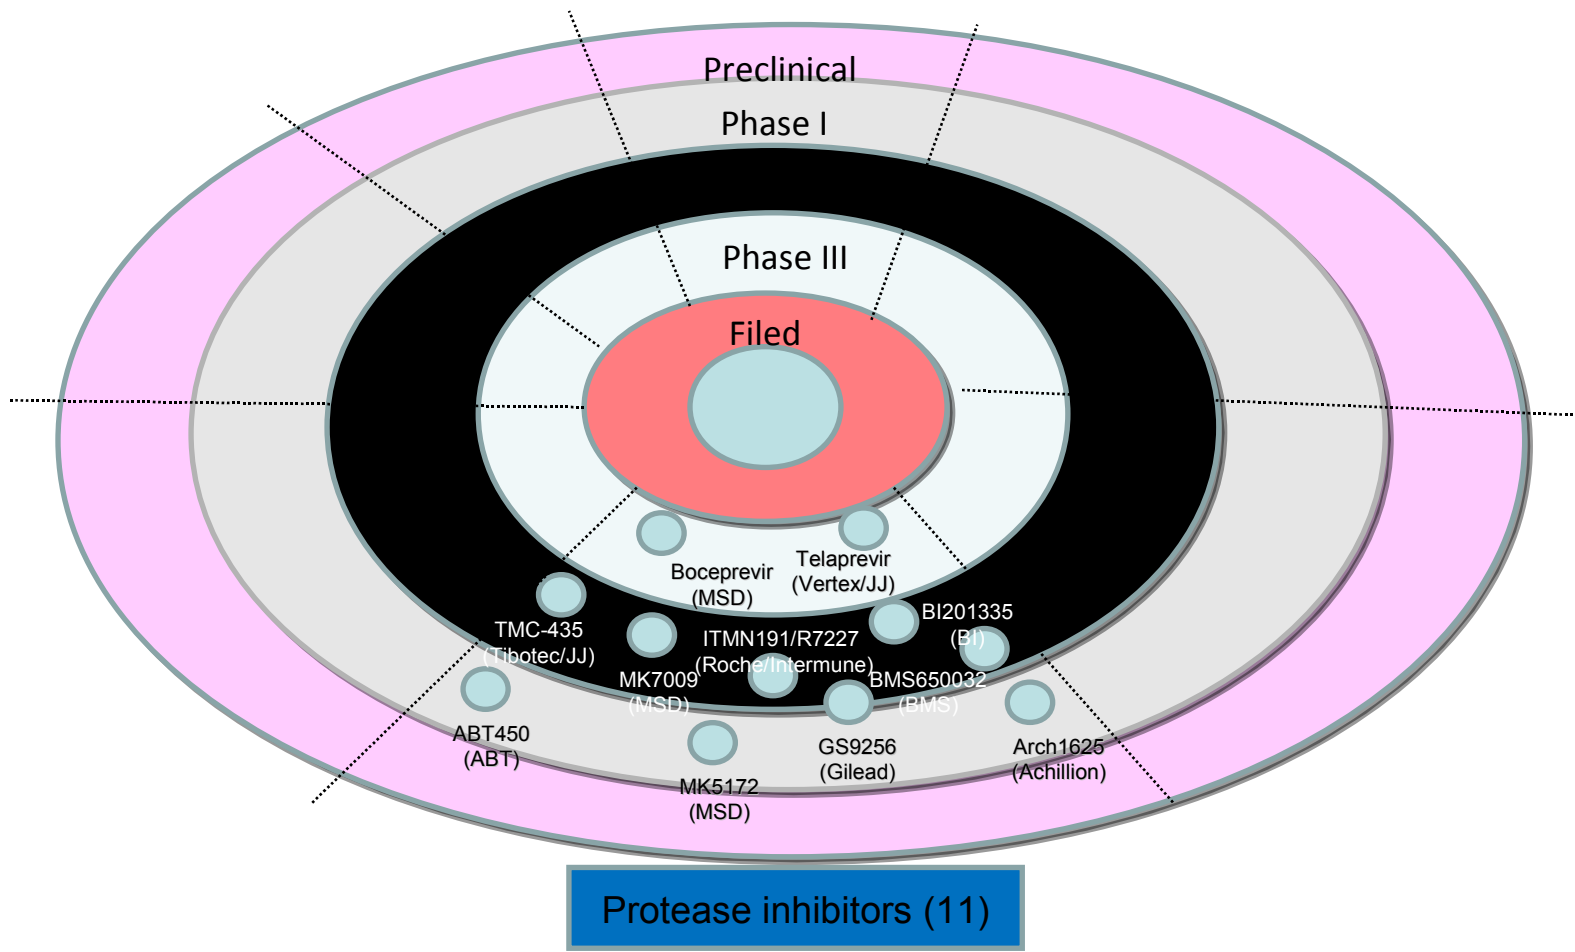 Preclinical
Phase I
Phase III
Filed
Boceprevir
(MSD)
Telaprevir
(Vertex/JJ)
TMC-435
(Tibotec/JJ)
MK7009
(MSD)
ITMN191/R7227
(Roche/Intermune)
BI201335
(BI)
BMS650032
(BMS)
ABT450
(ABT)
MK5172
(MSD)
GS9256
(Gilead)
Arch1625
(Achillion)
Protease inhibitors (11)